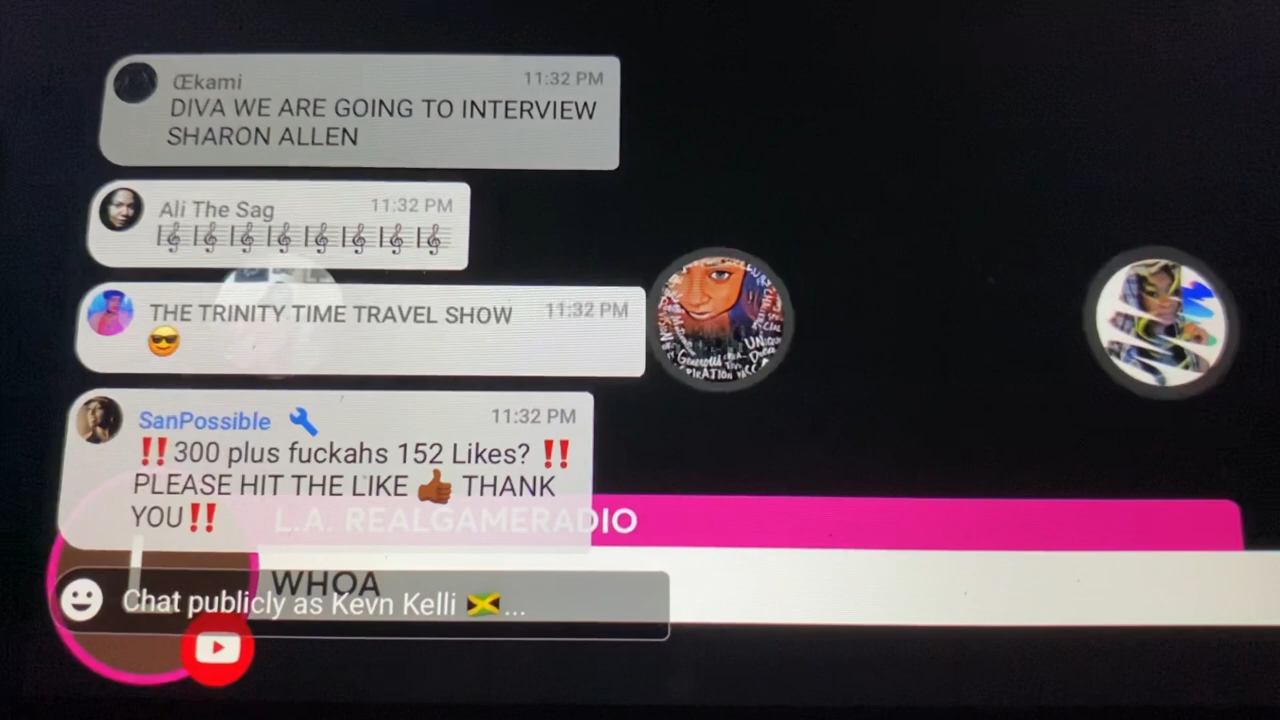 Œkami 11:32 PM
DIVA WE ARE GOING TO INTERVIEW
SHARON ALLEN
Ali The Sag 11:32 PM
THE TRINITY TIME TRAVEL SHOW 11:32 PM
😎
SanPossible 🔧 11:32 PM
‼️300 plus fuckahs 152 Likes? ‼️
PLEASE HIT THE LIKE 👍🏾 THANK
YOU‼️
L.A. REALGAMERADIO
WHOA
Chat publicly as Kevn Kelli 🇯🇲...